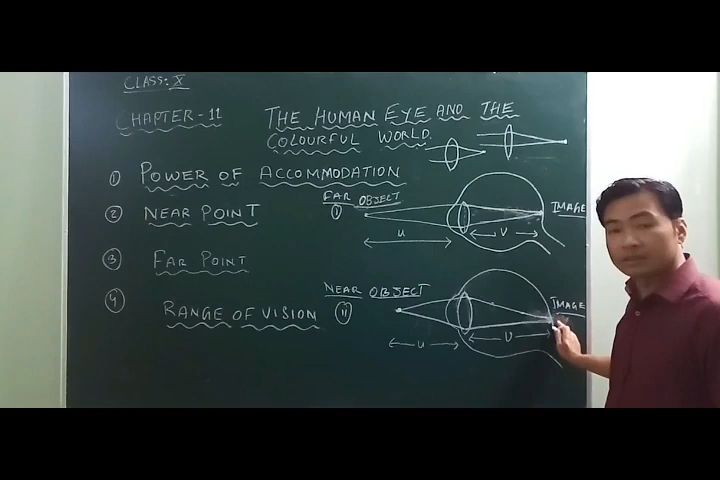 CLASS: X
CHAPTER-11 THE HUMAN EYE AND THE
COLOURFUL WORLD.
① POWER OF ACCOMMODATION
② NEAR POINT
③ FAR POINT
④ RANGE OF VISION
FAR OBJECT
(I)
IMAGE
u
v
NEAR OBJECT
(II)
IMAGE
u
v